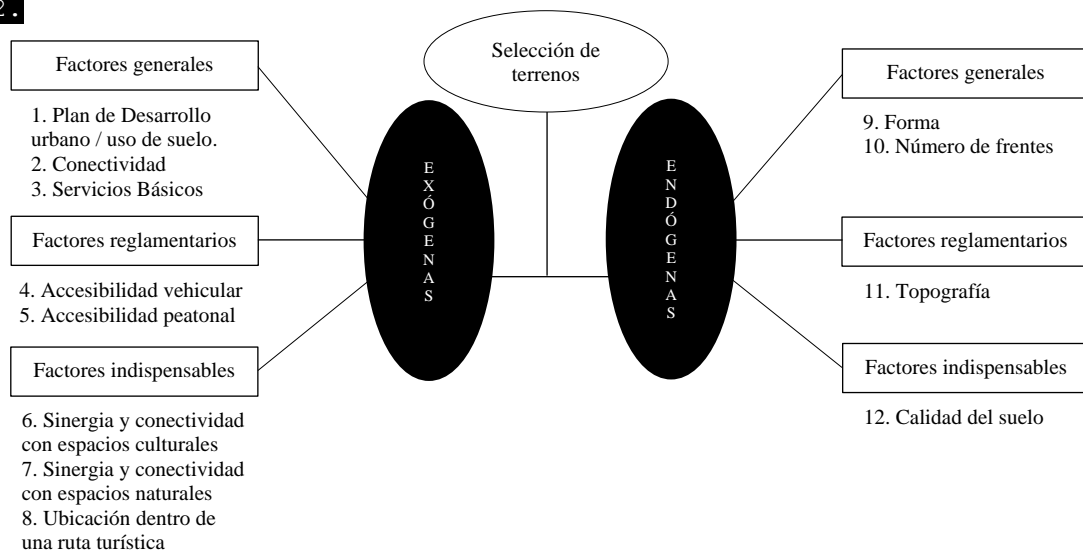 2.
Selección de
terrenos
Factores generales
1. Plan de Desarrollo
urbano / uso de suelo.
2. Conectividad
3. Servicios Básicos
Factores reglamentarios
4. Accesibilidad vehicular
5. Accesibilidad peatonal
Factores indispensables
6. Sinergia y conectividad
con espacios culturales
7. Sinergia y conectividad
con espacios naturales
8. Ubicación dentro de
una ruta turística
EXÓGENAS
ENDÓGENAS
Factores generales
9. Forma
10. Número de frentes
Factores reglamentarios
11. Topografía
Factores indispensables
12. Calidad del suelo